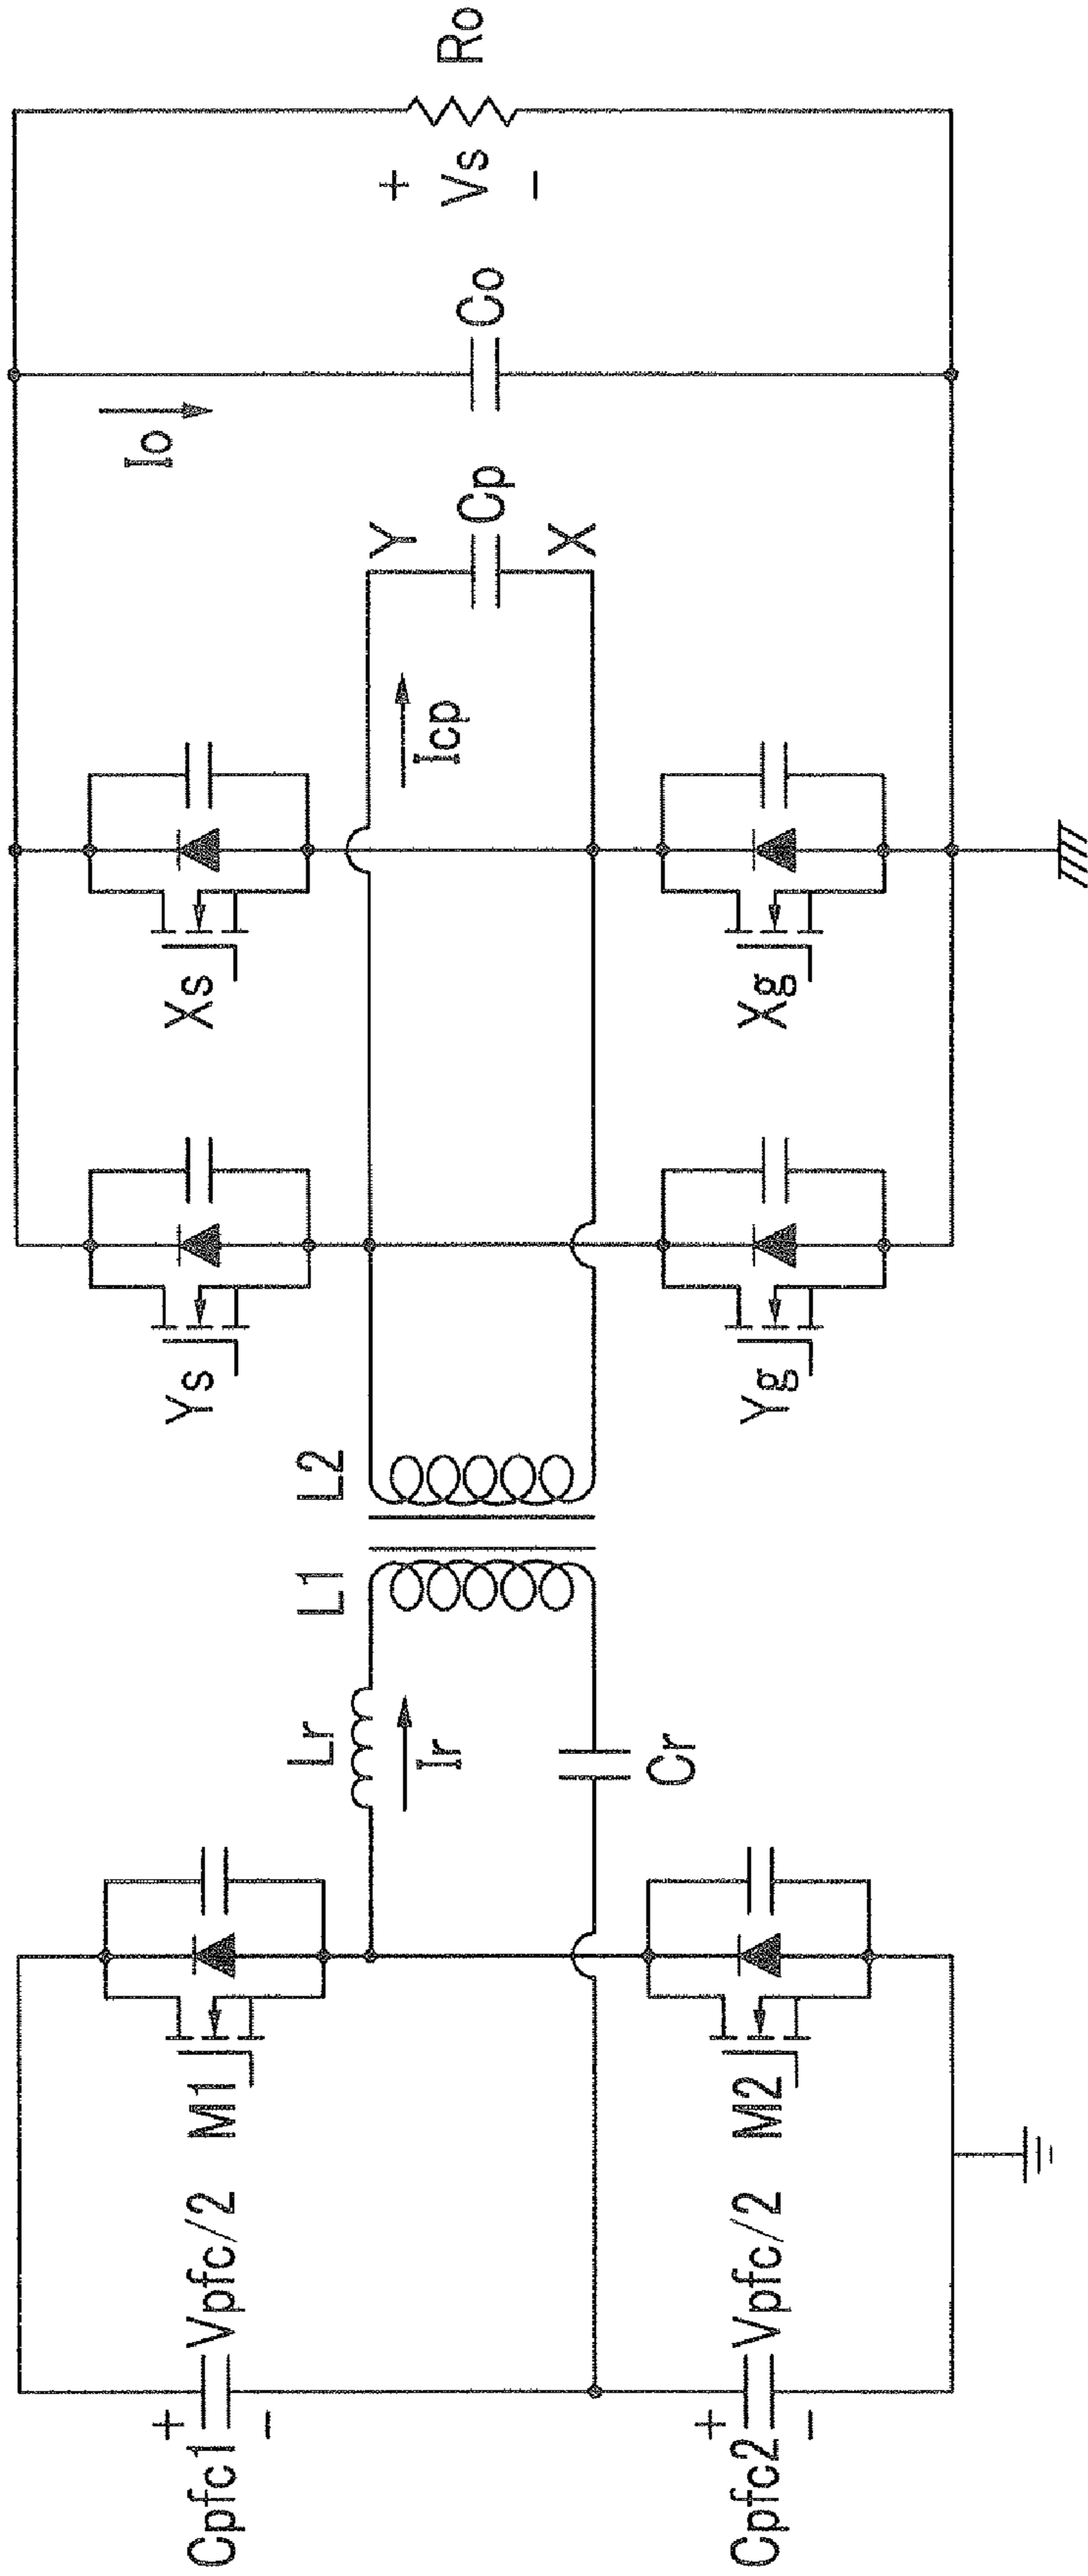 Cpfc1
+
-
Vpfc/2
M1
Cpfc2
+
-
Vpfc/2
M2
Lr
Ir
Cr
L1
L2
Ys
Yg
Xs
Xg
Icp
Y
Cp
X
Io
Co
+
Vs
-
Ro